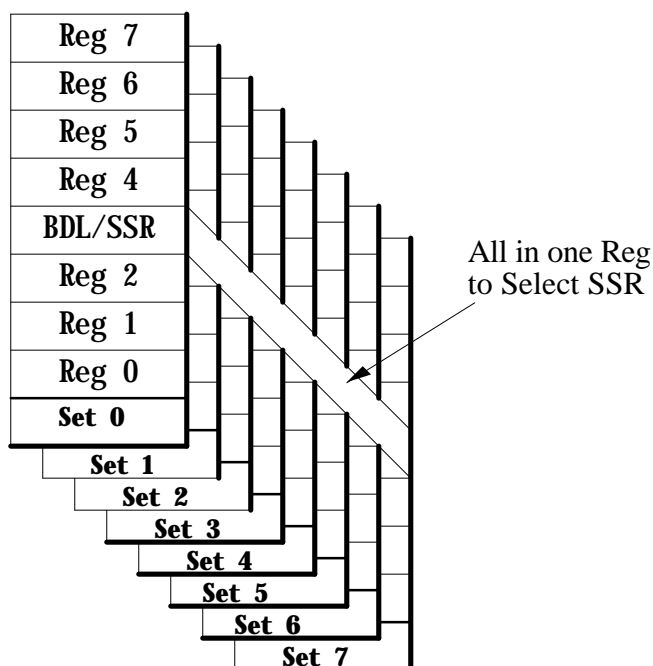 Reg 7
Reg 6
Reg 5
Reg 4
BDL/SSR
Reg 2
Reg 1
Reg 0
Set 0
Set 1
Set 2
Set 3
Set 4
Set 5
Set 6
Set 7
All in one Reg
to Select SSR